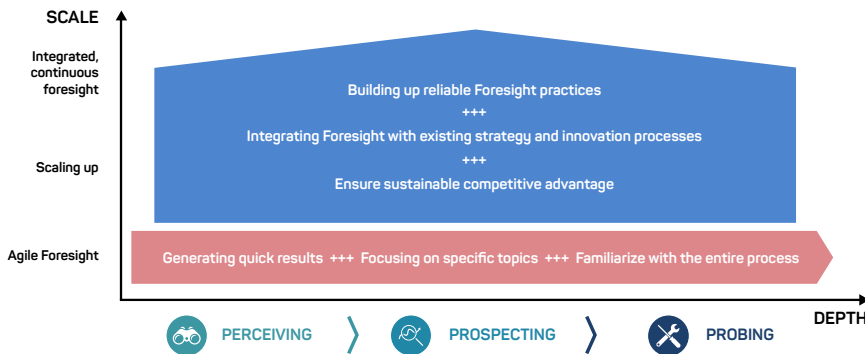 SCALE
Integrated,
continuous
foresight
Building up reliable Foresight practices
+++
Integrating Foresight with existing strategy and innovation processes
+++
Scaling up
Ensure sustainable competitive advantage
Agile Foresight
Generating quick results +++ Focusing on specific topics +++ Familiarize with the entire process
DEPTH
PERCEIVING
PROSPECTING
PROBING